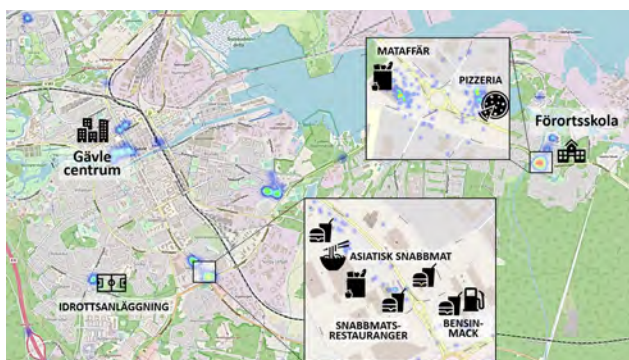 MATAFFÄR
PIZZERIA
Förortsskola
Gävle
centrum
ASIATISK SNABBMAT
IDROTTSANLÄGGNING
SNABBMATS-
RESTAURANGER
BENSIN-
MACK